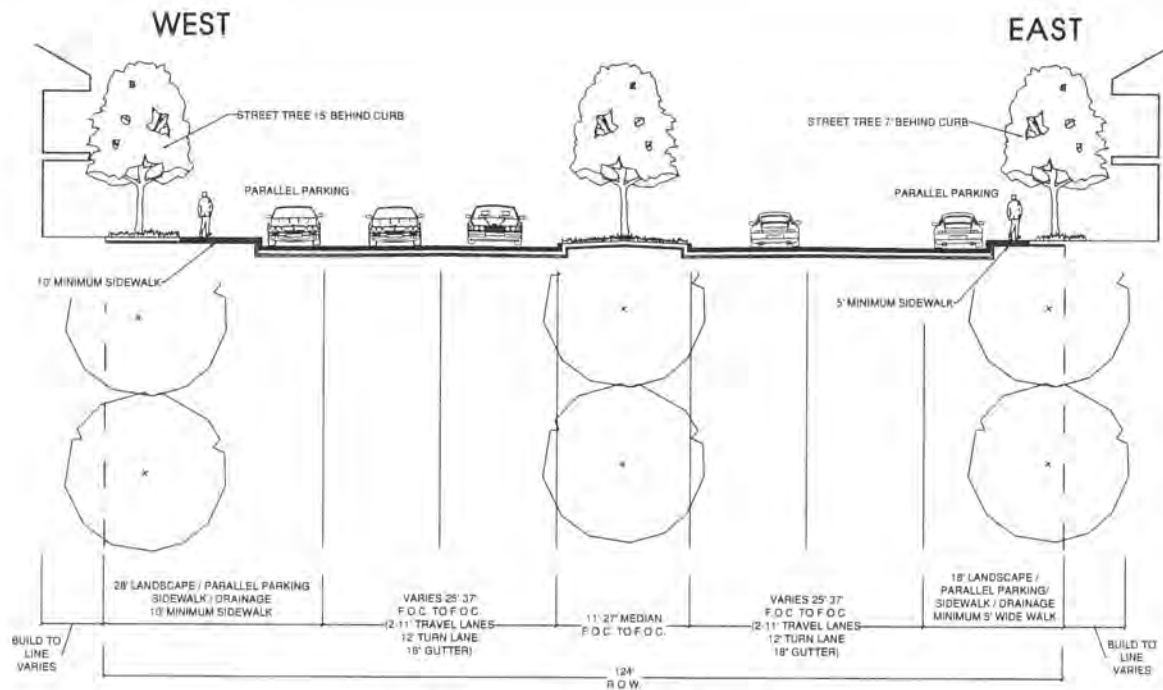 WEST
EAST
STREET TREE 15' BEHIND CURB
STREET TREE 7' BEHIND CURB
PARALLEL PARKING
PARALLEL PARKING
10' MINIMUM SIDEWALK
5' MINIMUM SIDEWALK
28' LANDSCAPE / PARALLEL PARKING
SIDEWALK / DRAINAGE
10' MINIMUM SIDEWALK
VARIES 25' 37'
F.O.C. TO F.O.C.
(2-11' TRAVEL LANES
12' TURN LANE
18" GUTTER)
11' 27' MEDIAN
F.O.C. TO F.O.C.
VARIES 25' 37'
F.O.C. TO F.O.C.
(2-11' TRAVEL LANES
12' TURN LANE
18" GUTTER)
18' LANDSCAPE /
PARALLEL PARKING/
SIDEWALK / DRAINAGE
MINIMUM 5' WIDE WALK
BUILD TO
LINE
VARIES
BUILD TO
LINE
VARIES
124'
R.O.W.